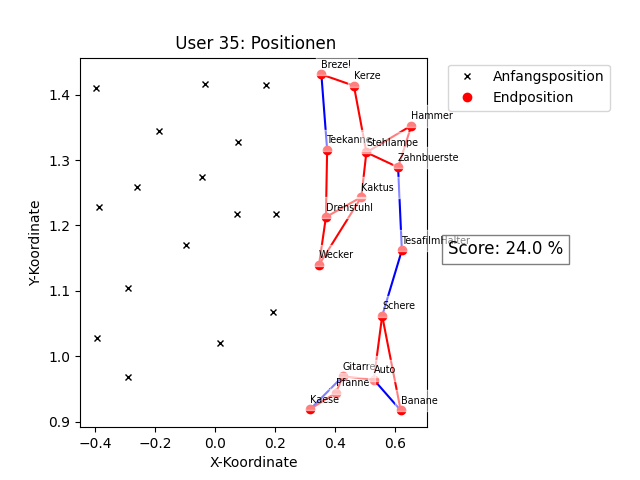 User 35: Positionen
Anfangsposition
Endposition
Brezel
Kerze
Hammer
Teekanne
Stehlampe
Zahnbuerste
Kaktus
Drehstuhl
TesafilmHalter
Wecker
Score: 24.0 %
Schere
Gitarre
Auto
Pfanne
Kaese
Banane
Y-Koordinate
1.4
1.3
1.2
1.1
1.0
0.9
−0.4
−0.2
0.0
0.2
0.4
0.6
X-Koordinate